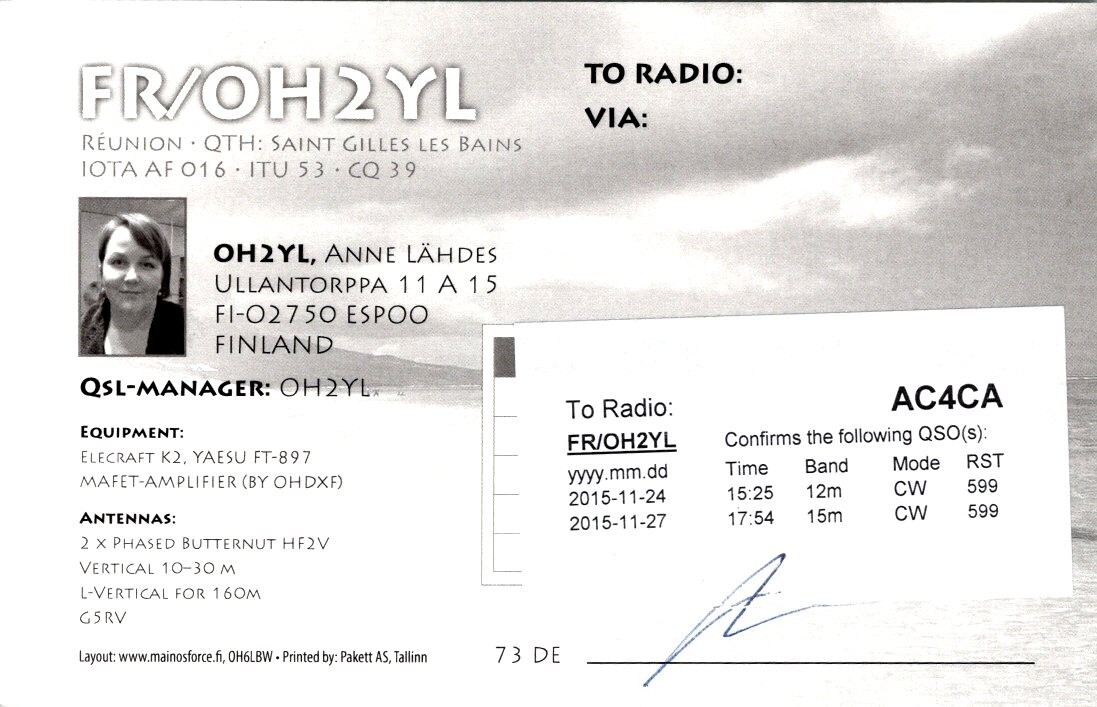 FR/OH2YL
RÉUNION · QTH: SAINT GILLES LES BAINS
IOTA AF 016 · ITU 53 · CQ 39
TO RADIO:
VIA:
OH2YL, ANNE LÄHDES
ULLANTORPPA 11 A 15
FI-02750 ESPOO
FINLAND
QSL-MANAGER: OH2YL
EQUIPMENT:
ELECRAFT K2, YAESU FT-897
MAFET-AMPLIFIER (BY OHDXF)
ANTENNAS:
2 X PHASED BUTTERNUT HF2V
VERTICAL 10–30 M
L-VERTICAL FOR 160M
G5RV
To Radio: AC4CA
FR/OH2YL Confirms the following QSO(s):
yyyy.mm.dd Time Band Mode RST
2015-11-24 15:25 12m CW 599
2015-11-27 17:54 15m CW 599
Layout: www.mainosforce.fi, OH6LBW • Printed by: Pakett AS, Tallinn
73 DE